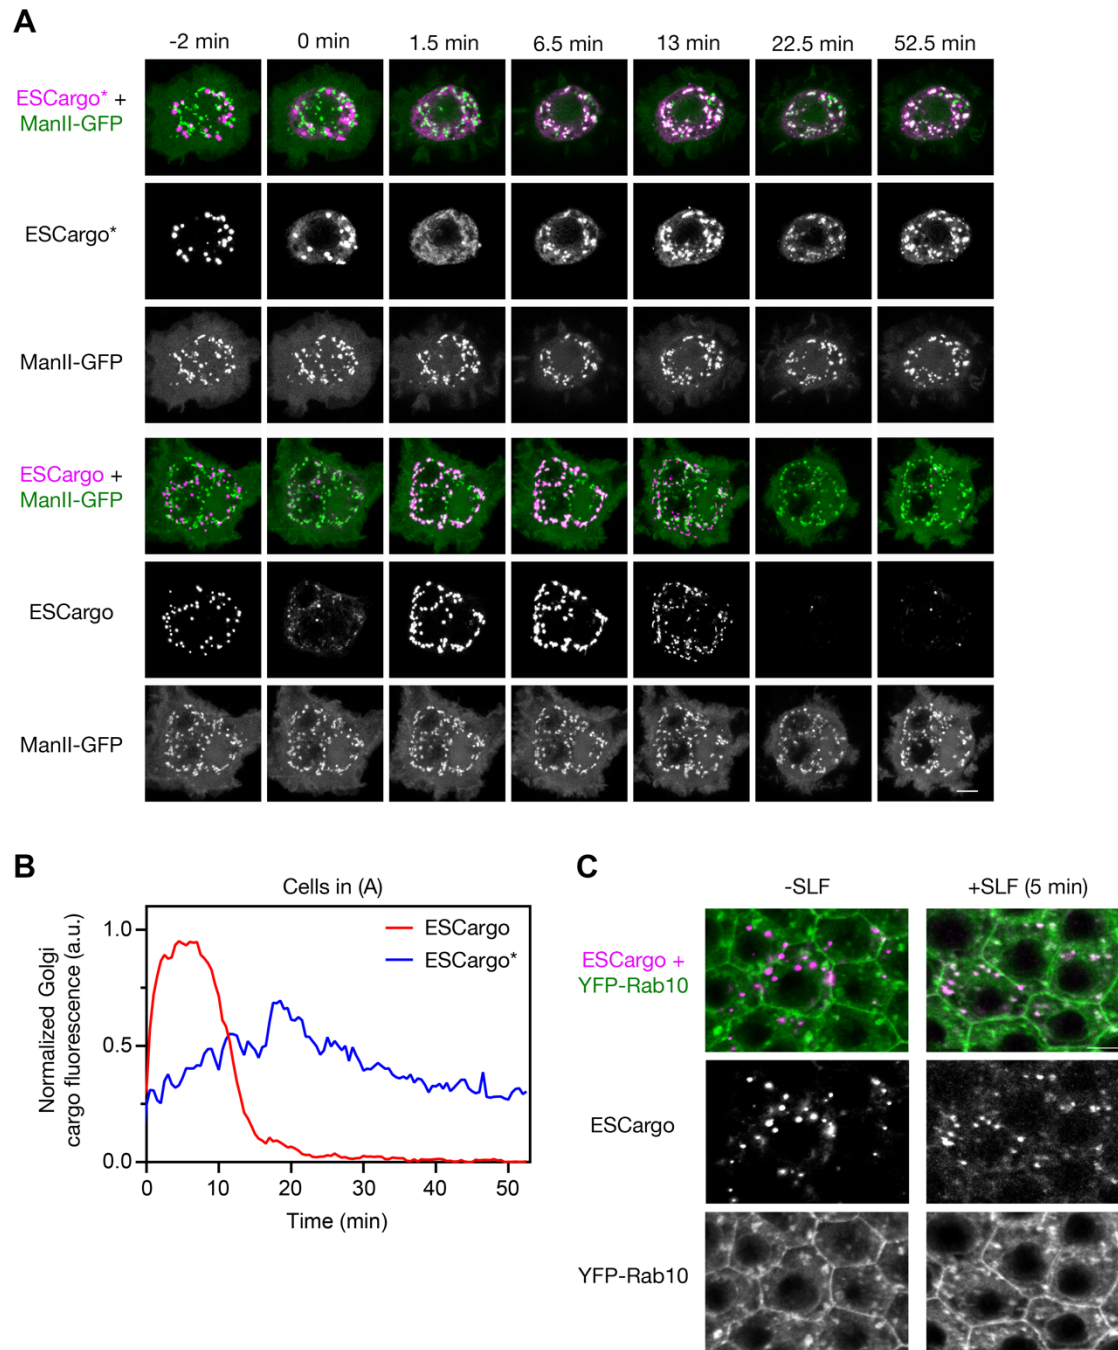 A
-2 min 0 min 1.5 min 6.5 min 13 min 22.5 min 52.5 min
ESCargo* +
ManII-GFP
ESCargo*
ManII-GFP
ESCargo +
ManII-GFP
ESCargo
ManII-GFP
B
Cells in (A)
Normalized Golgi
cargo fluorescence (a.u.)
1.0
0.5
0.0
ESCargo
ESCargo*
0 10 20 30 40 50
Time (min)
C
-SLF +SLF (5 min)
ESCargo +
YFP-Rab10
ESCargo
YFP-Rab10